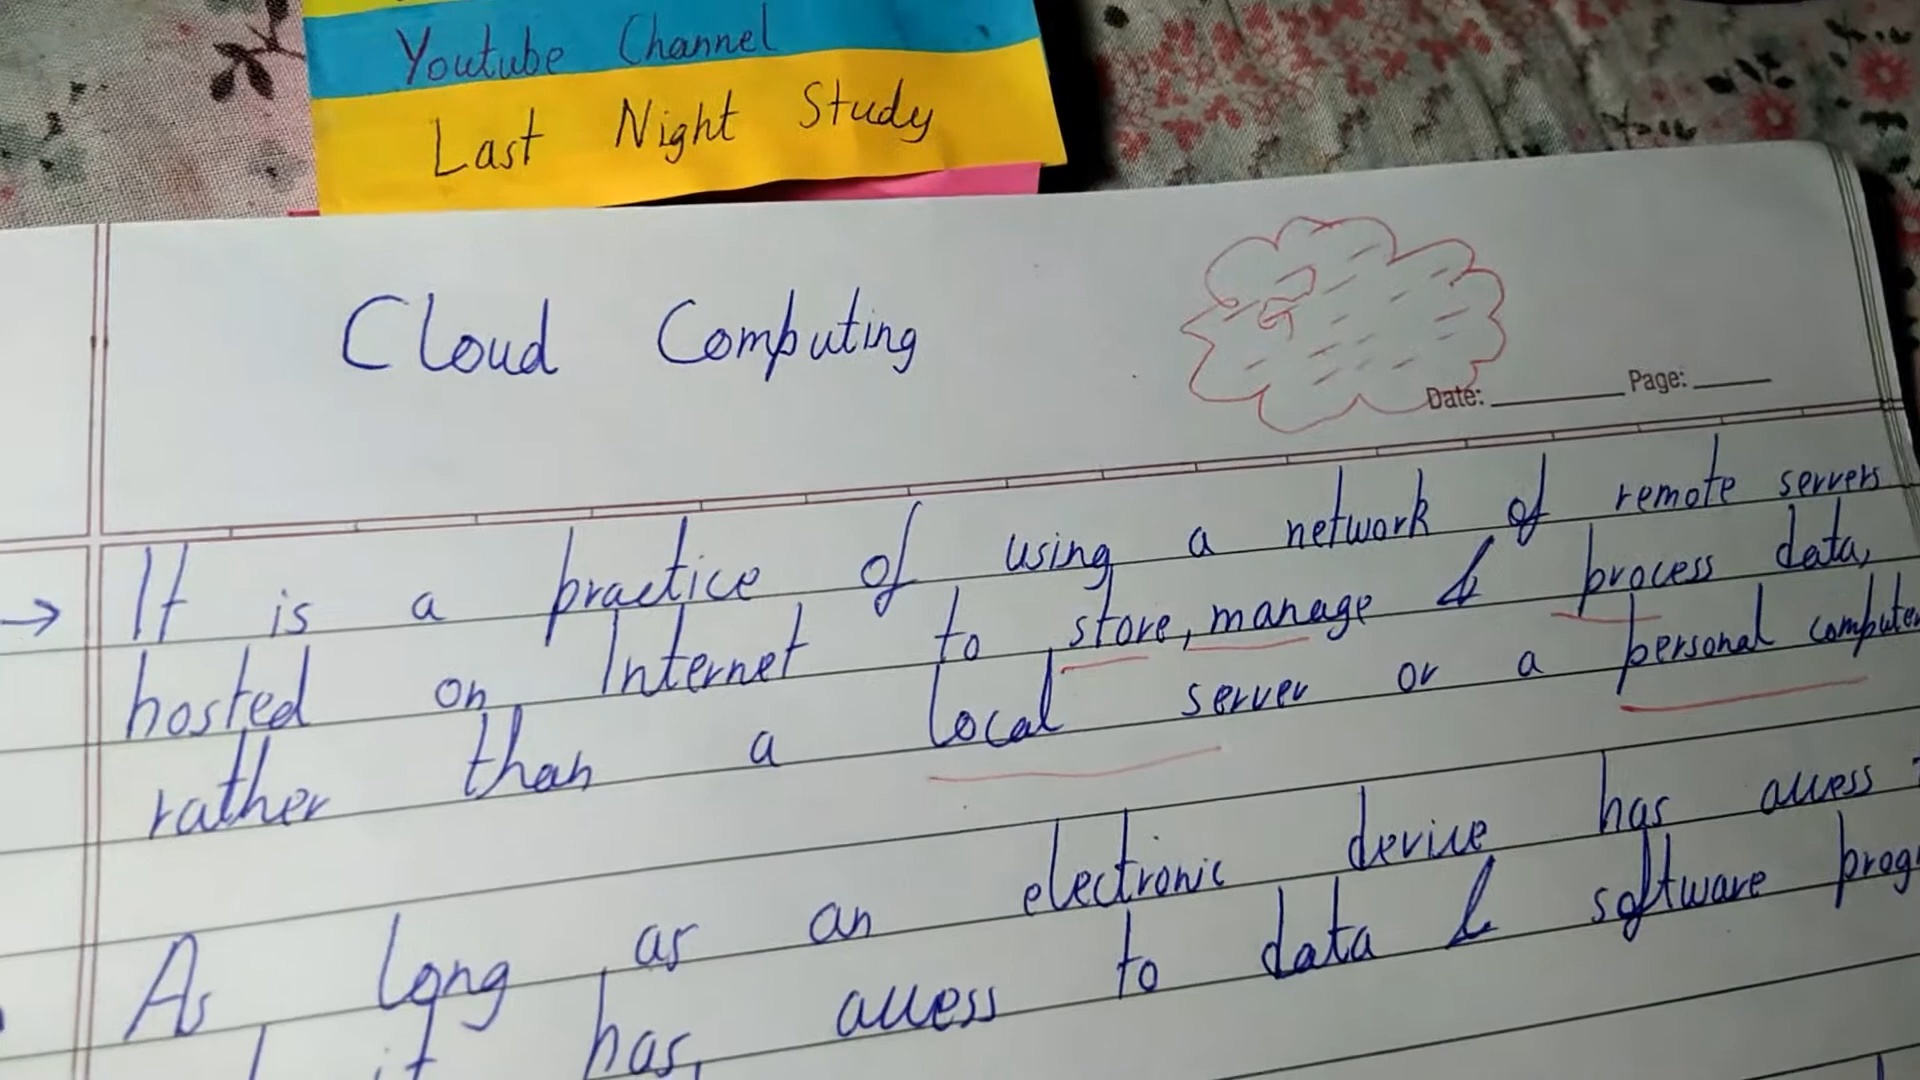 Youtube Channel
Last Night Study
Cloud Computing
Date: Page:
→ It is a practice of using a network of remote servers
hosted on Internet to store, manage & process data,
rather than a local server or a personal computer
As long as an electronic device has access
it has access to data & software